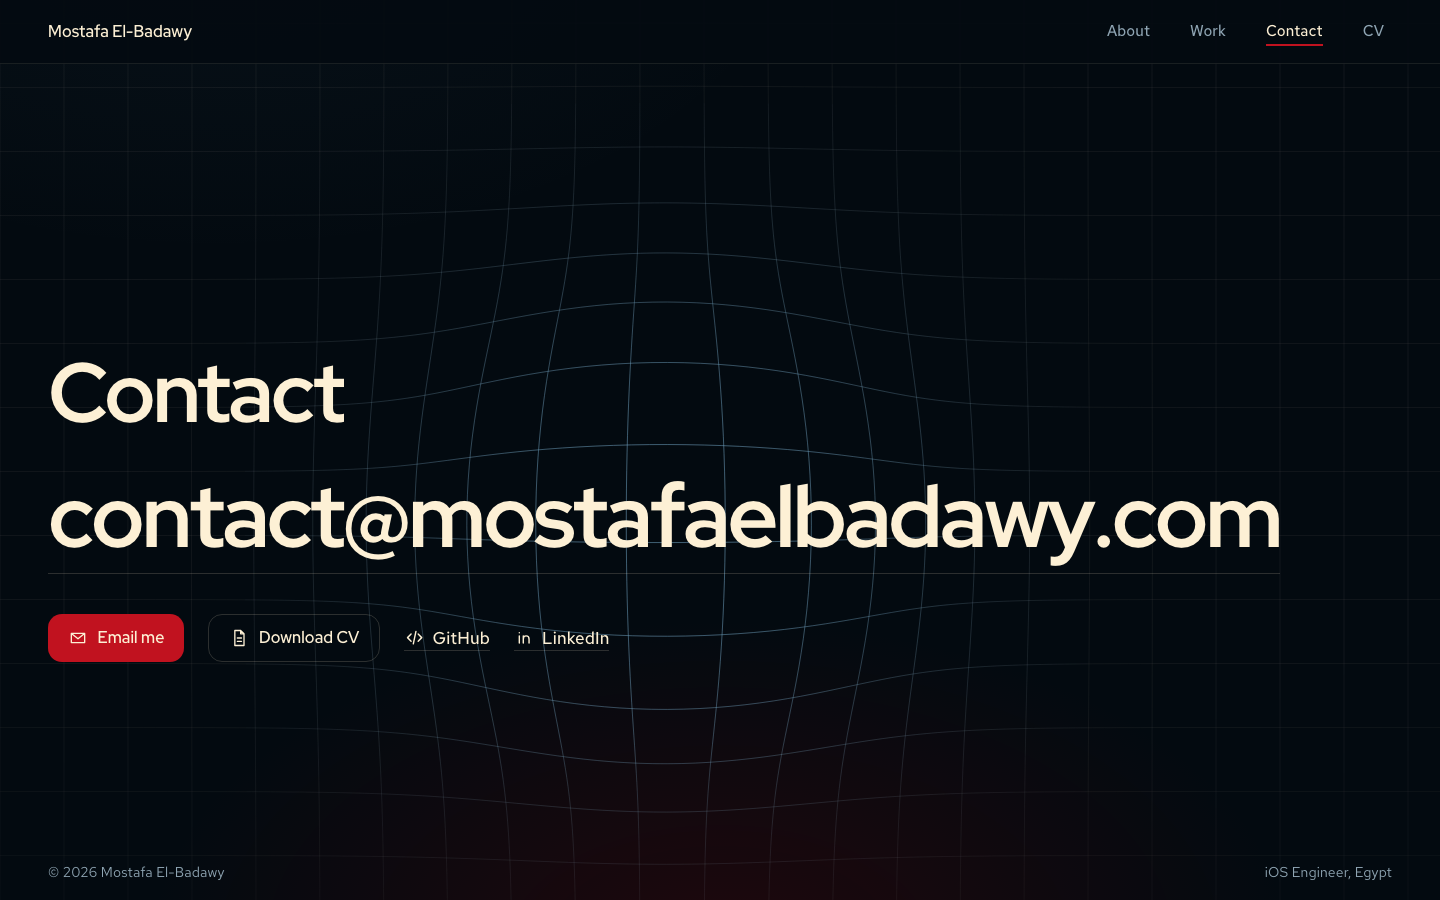 Mostafa El-Badawy
About Work Contact CV
Contact
contact@mostafaelbadawy.com
Email me Download CV GitHub in LinkedIn
© 2026 Mostafa El-Badawy
iOS Engineer, Egypt